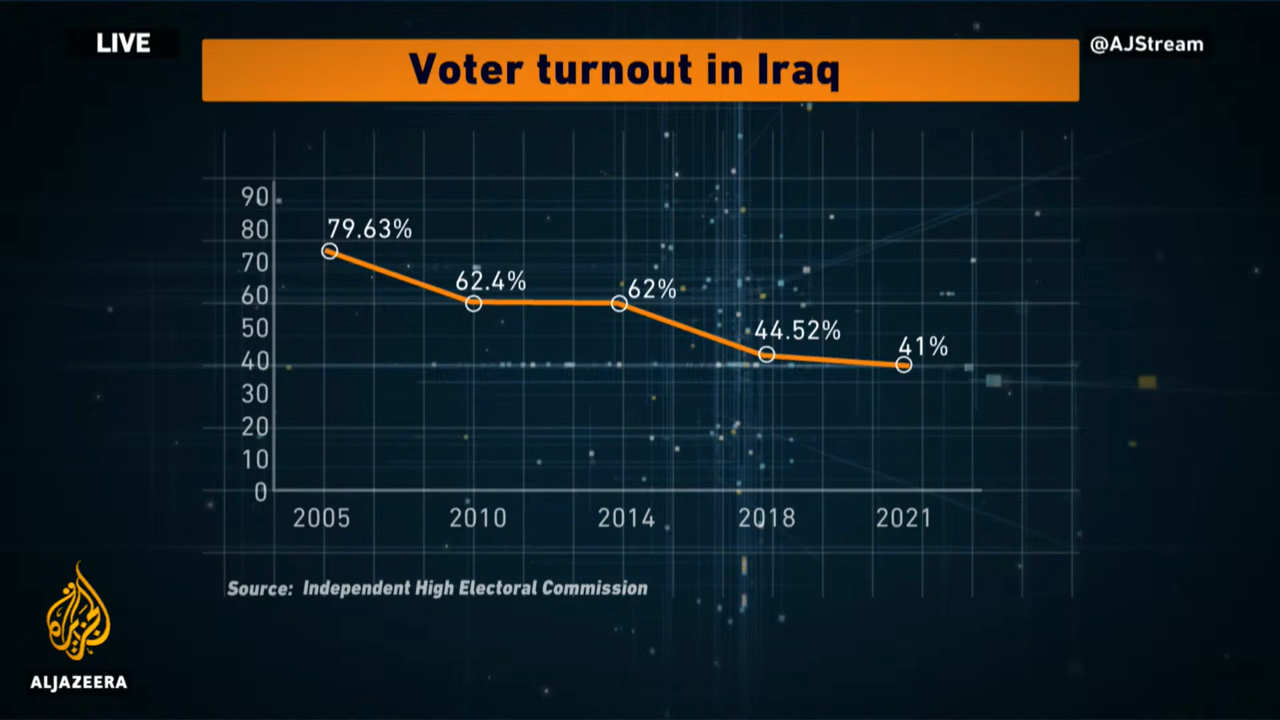 LIVE
Voter turnout in Iraq
@AJStream
90
80
70
60
50
40
30
20
10
0
79.63%
62.4%
62%
44.52%
41%
2005 2010 2014 2018 2021
Source: Independent High Electoral Commission
الجزيرة
ALJAZEERA